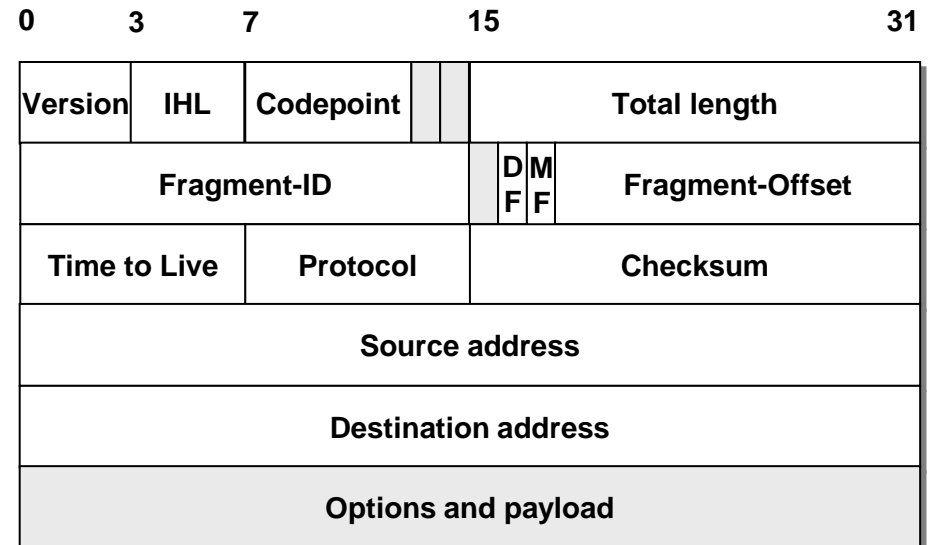 0 3 7 15 31
Version IHL Codepoint Total length
Fragment-ID D M Fragment-Offset
F F
Time to Live Protocol Checksum
Source address
Destination address
Options and payload